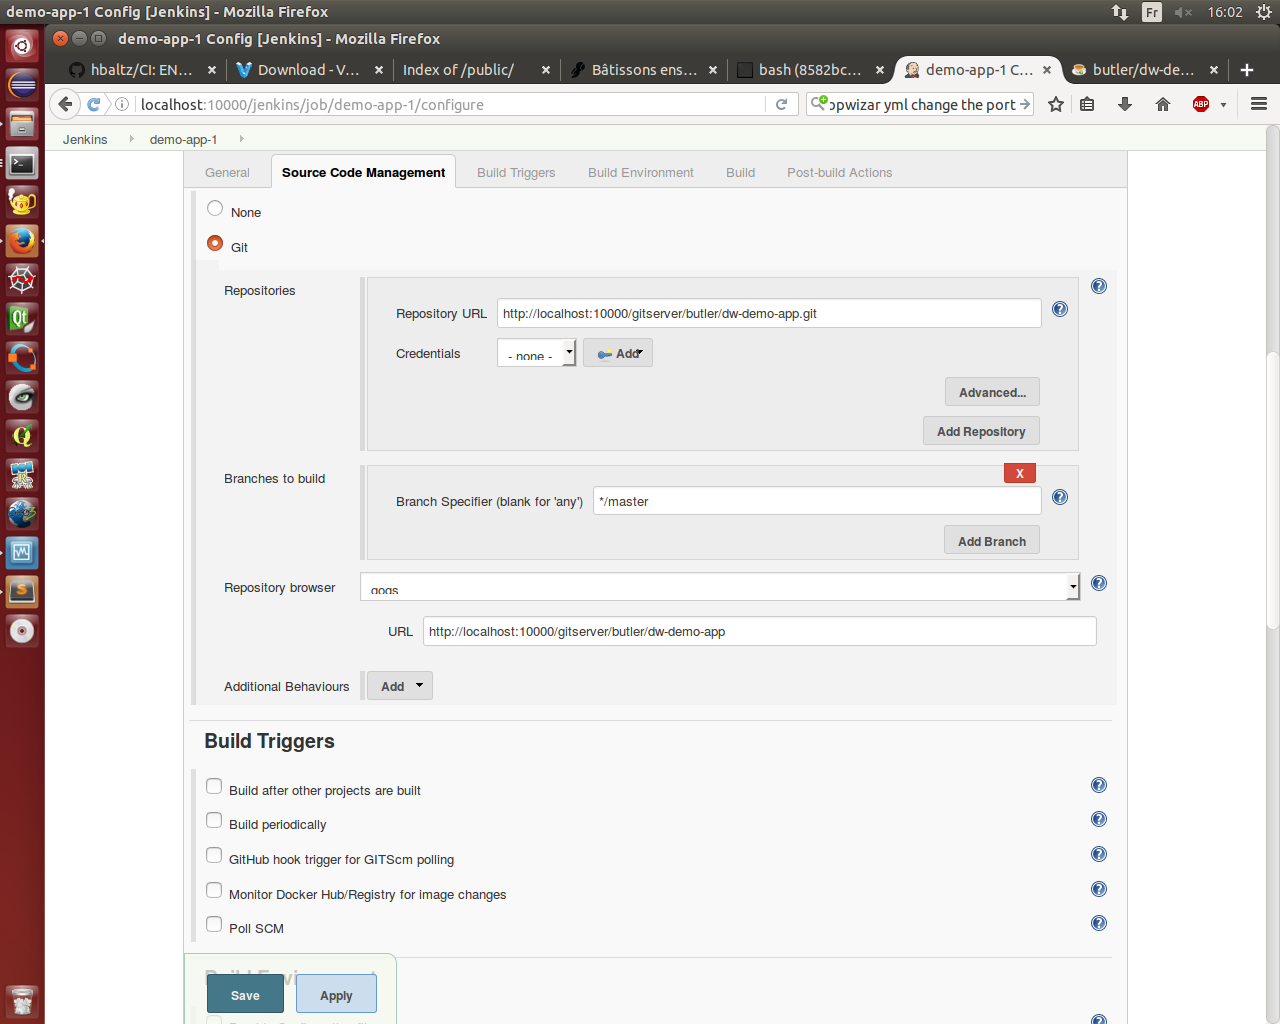 demo-app-1 Config [Jenkins] - Mozilla Firefox
Fr
16:02
demo-app-1 Config [Jenkins] - Mozilla Firefox
hbaltz/CI: EN... ×
Download - V... ×
Index of /public/ ×
Bâtissons ens... ×
bash (8582bc... ×
demo-app-1 C... ×
butler/dw-de... ×
localhost:10000/jenkins/job/demo-app-1/configure
opwizar yml change the port
ABP
Jenkins
demo-app-1
General
Source Code Management
Build Triggers
Build Environment
Build
Post-build Actions
None
Git
Repositories
Repository URL
http://localhost:10000/gitserver/butler/dw-demo-app.git
Credentials
- none -
Add
Advanced...
Add Repository
Branches to build
X
Branch Specifier (blank for 'any')
*/master
Add Branch
Repository browser
gogs
URL
http://localhost:10000/gitserver/butler/dw-demo-app
Additional Behaviours
Add
Build Triggers
Build after other projects are built
Build periodically
GitHub hook trigger for GITScm polling
Monitor Docker Hub/Registry for image changes
Poll SCM
Save
Apply